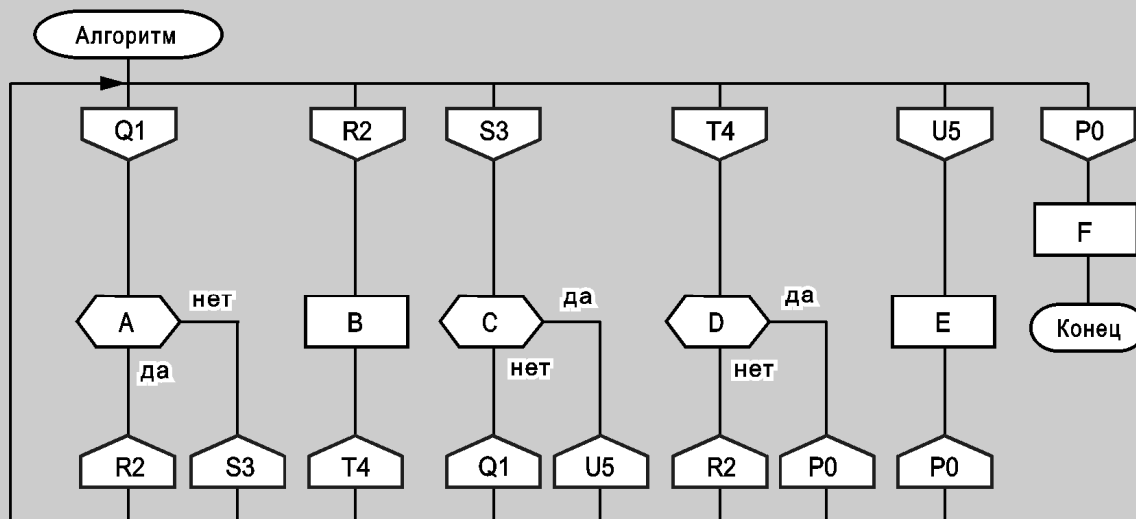 Алгоритм
Q1
R2
S3
T4
U5
P0
F
A
нет
да
B
C
да
нет
D
да
нет
E
Конец
R2
S3
T4
Q1
U5
R2
P0
P0